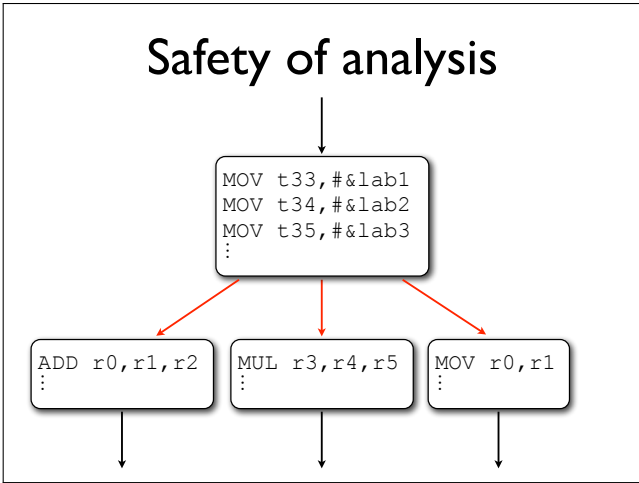 Safety of analysis
MOV t33,#&lab1
MOV t34,#&lab2
MOV t35,#&lab3
⋮
ADD r0,r1,r2
⋮
MUL r3,r4,r5
⋮
MOV r0,r1
⋮